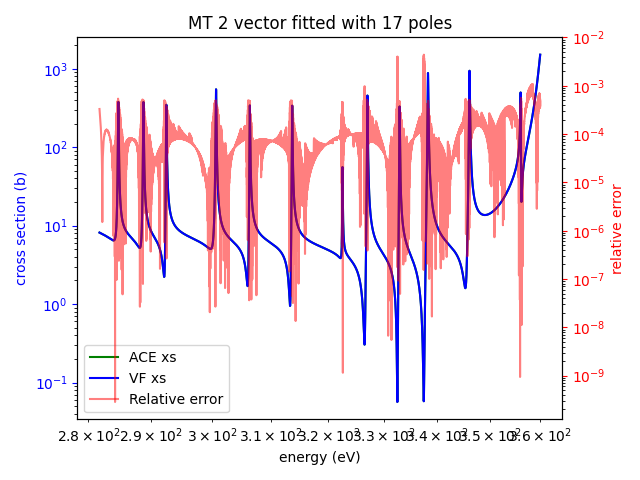 MT 2 vector fitted with 17 poles
10³
10²
10¹
10⁰
10⁻¹
cross section (b)
10⁻²
10⁻³
10⁻⁴
10⁻⁵
10⁻⁶
10⁻⁷
10⁻⁸
10⁻⁹
relative error
ACE xs
VF xs
Relative error
2.8 × 10² 2.9 × 10² 3 × 10² 3.1 × 10² 3.2 × 10² 3.3 × 10² 3.4 × 10² 3.5 × 10² 3.6 × 10²
energy (eV)